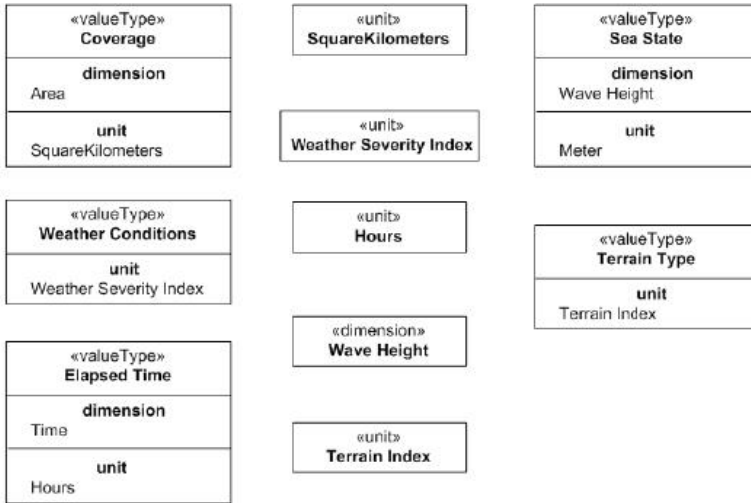 «valueType»
Coverage
dimension
Area
unit
SquareKilometers
«valueType»
Weather Conditions
unit
Weather Severity Index
«valueType»
Elapsed Time
dimension
Time
unit
Hours
«unit»
SquareKilometers
«unit»
Weather Severity Index
«unit»
Hours
«dimension»
Wave Height
«unit»
Terrain Index
«valueType»
Sea State
dimension
Wave Height
unit
Meter
«valueType»
Terrain Type
unit
Terrain Index